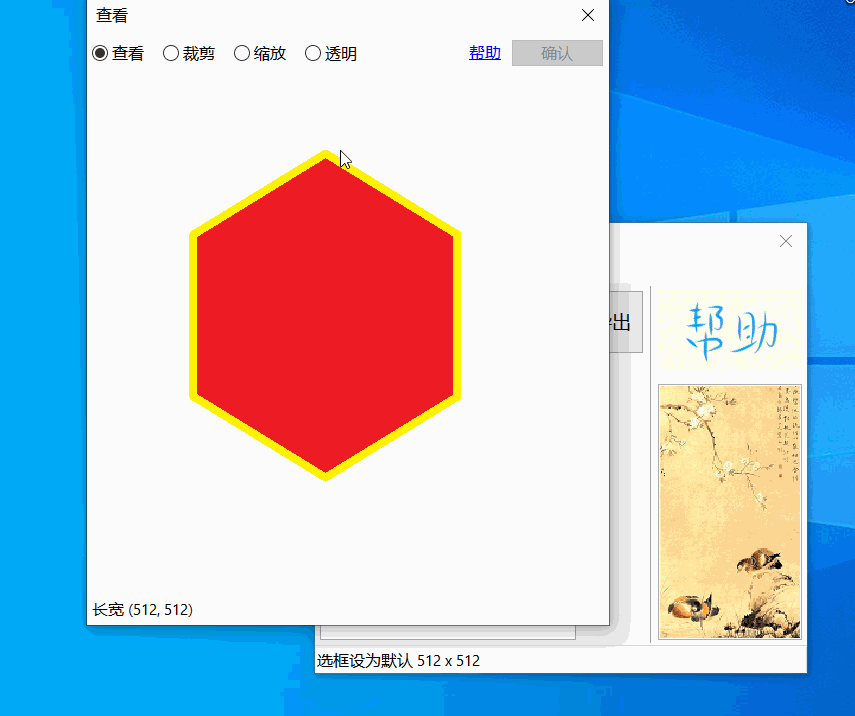 查看
查看 裁剪 缩放 透明 帮助 确认
出
帮助
长宽 (512, 512)
选框设为默认 512 x 512